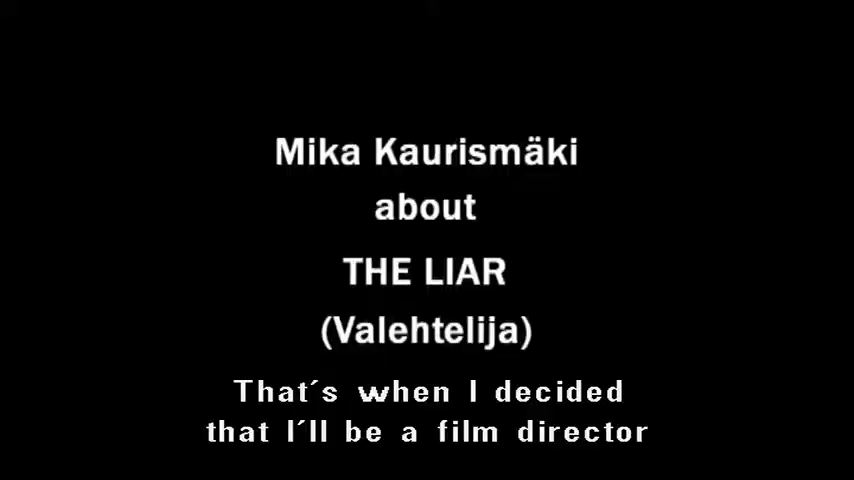 Mika Kaurismäki
about
THE LIAR
(Valehtelija)
That´s when I decided
that I´ll be a film director